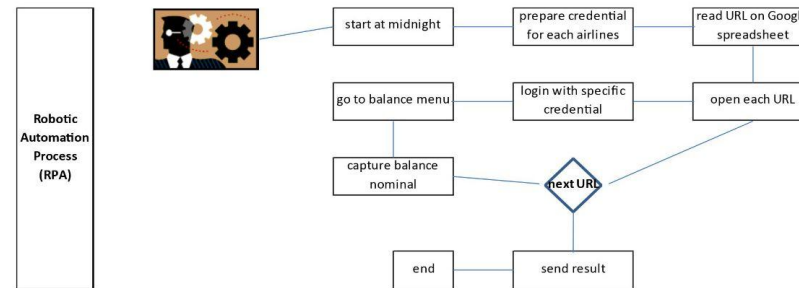 Robotic
Automation
Process
(RPA)
start at midnight
prepare credential
for each airlines
read URL on Googl
spreadsheet
go to balance menu
login with specific
credential
open each URL
capture balance
nominal
next URL
end
send result